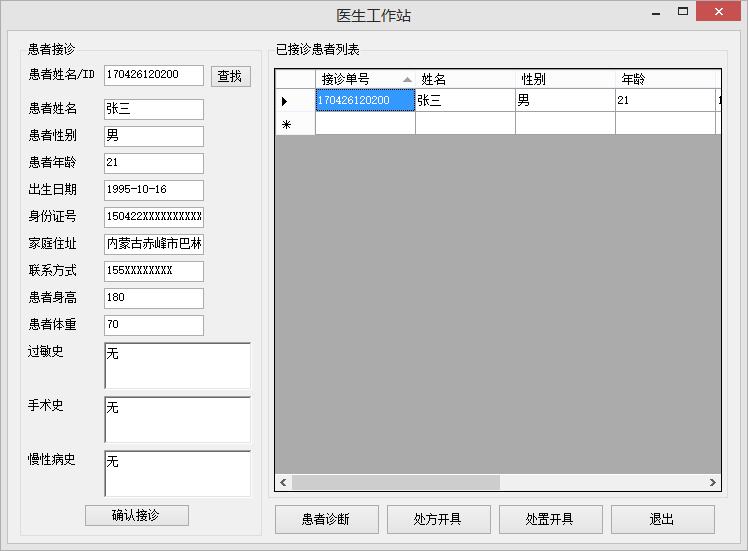 医生工作站
患者接诊
患者姓名/ID 170426120200 查找
患者姓名 张三
患者性别 男
患者年龄 21
出生日期 1995-10-16
身份证号 150422XXXXXXXXXX
家庭住址 内蒙古赤峰市巴林
联系方式 155XXXXXXXX
患者身高 180
患者体重 70
过敏史 无
手术史 无
慢性病史 无
确认接诊
已接诊患者列表
接诊单号 姓名 性别 年龄
170426120200 张三 男 21 1
患者诊断 处方开具 处置开具 退出